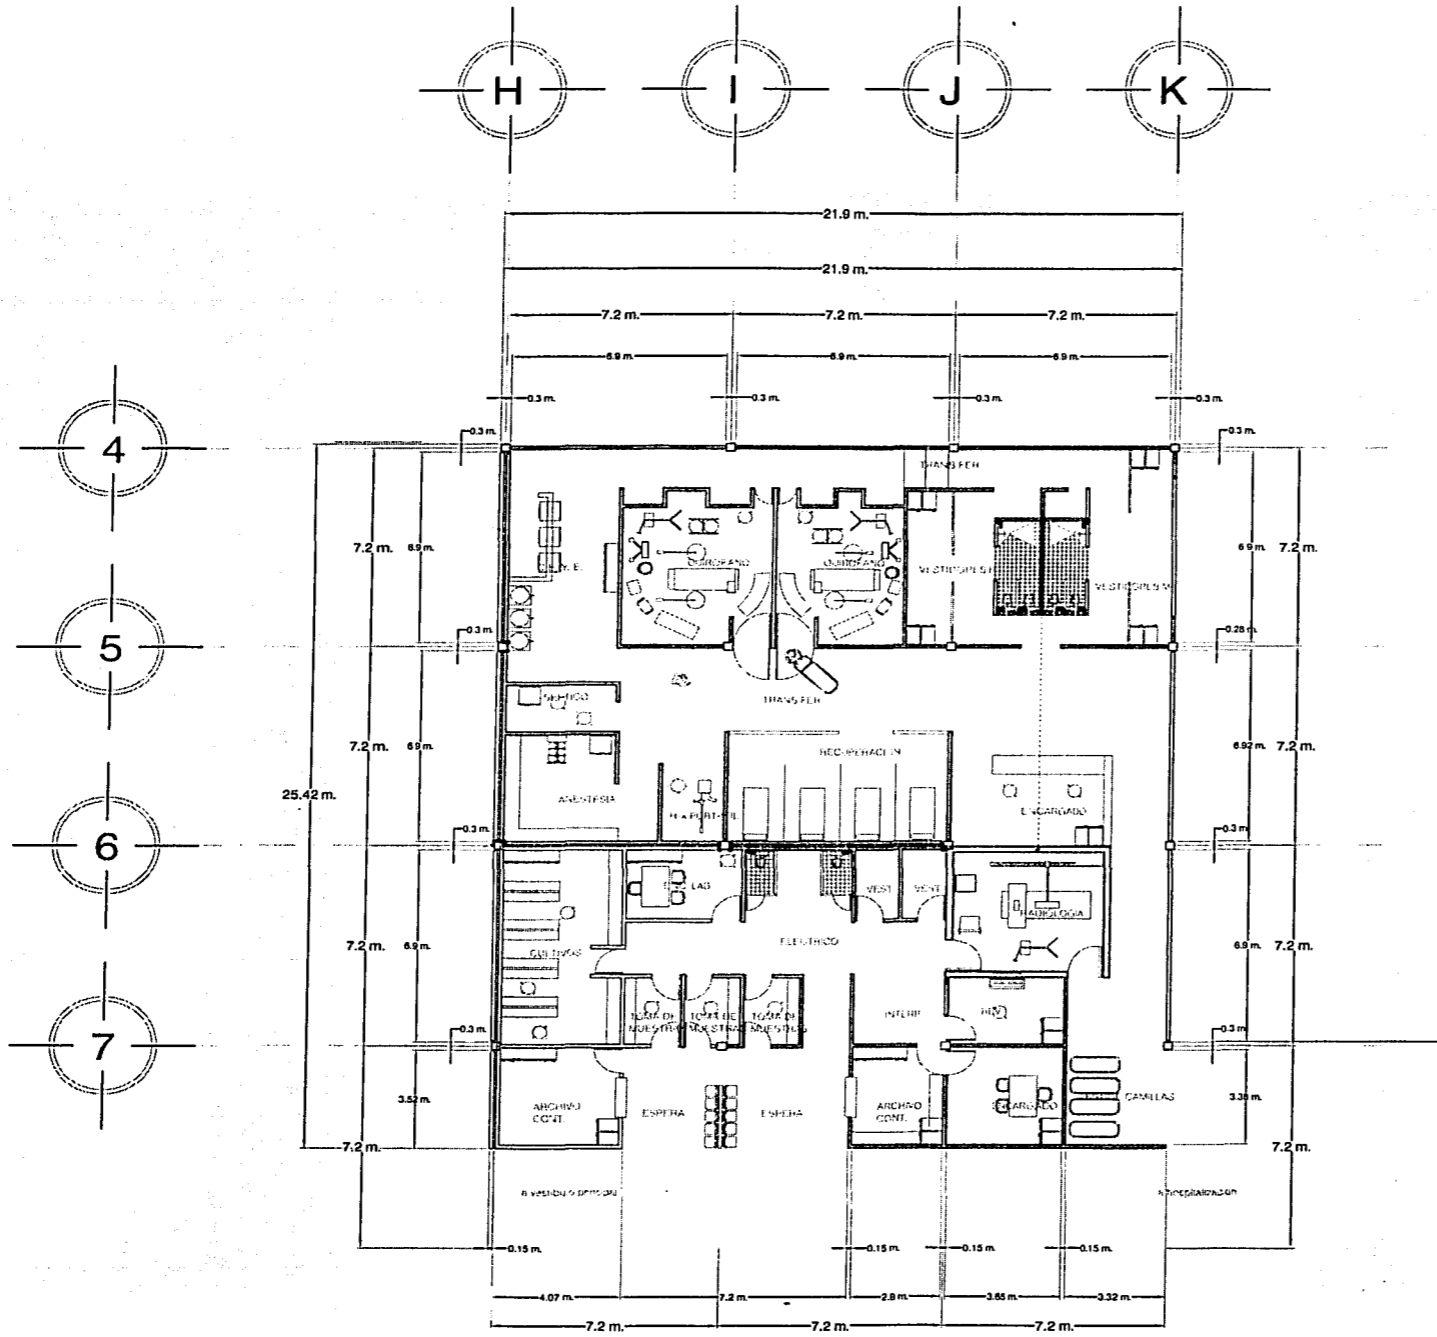 H I J K
21.9 m.
21.9 m.
7.2 m. 7.2 m. 7.2 m.
6.9 m. 6.9 m. 6.9 m.
0.3 m. 0.3 m. 0.3 m. 0.3 m.
4
0.3 m. 0.3 m.
TRANSFER
7.2 m. 6.9 m. 6.9 m. 7.2 m.
QUIROFANO QUIROFANO
5
0.3 m. 0.28 m.
SEPTICO
TRANSFER
7.2 m. 6.9 m. RECUPERACION 6.92 m. 7.2 m.
25.42 m.
ANESTESIA
ENCARGADO
6
0.3 m. 0.3 m.
LAB VEST VEST
RADIOLOGIA
7.2 m. 6.9 m. 6.9 m. 7.2 m.
ELECTRICO
CULTIVOS
TOMA DE TOMA DE TOMA DE INTERP
MUESTRAS MUESTRAS MUESTRAS
7
0.3 m. 0.3 m
3.52 m. 3.38 m.
ARCHIVO ESPERA ESPERA ARCHIVO ENCARGADO CAMILLAS
CONT. CONT.
7.2 m. 7.2 m.
a vestibulo principal a hospitalizacion
0.15 m. 0.15 m. 0.15 m. 0.15 m.
4.07 m. 7.2 m. 2.8 m. 3.65 m. 3.32 m.
7.2 m. 7.2 m. 7.2 m.